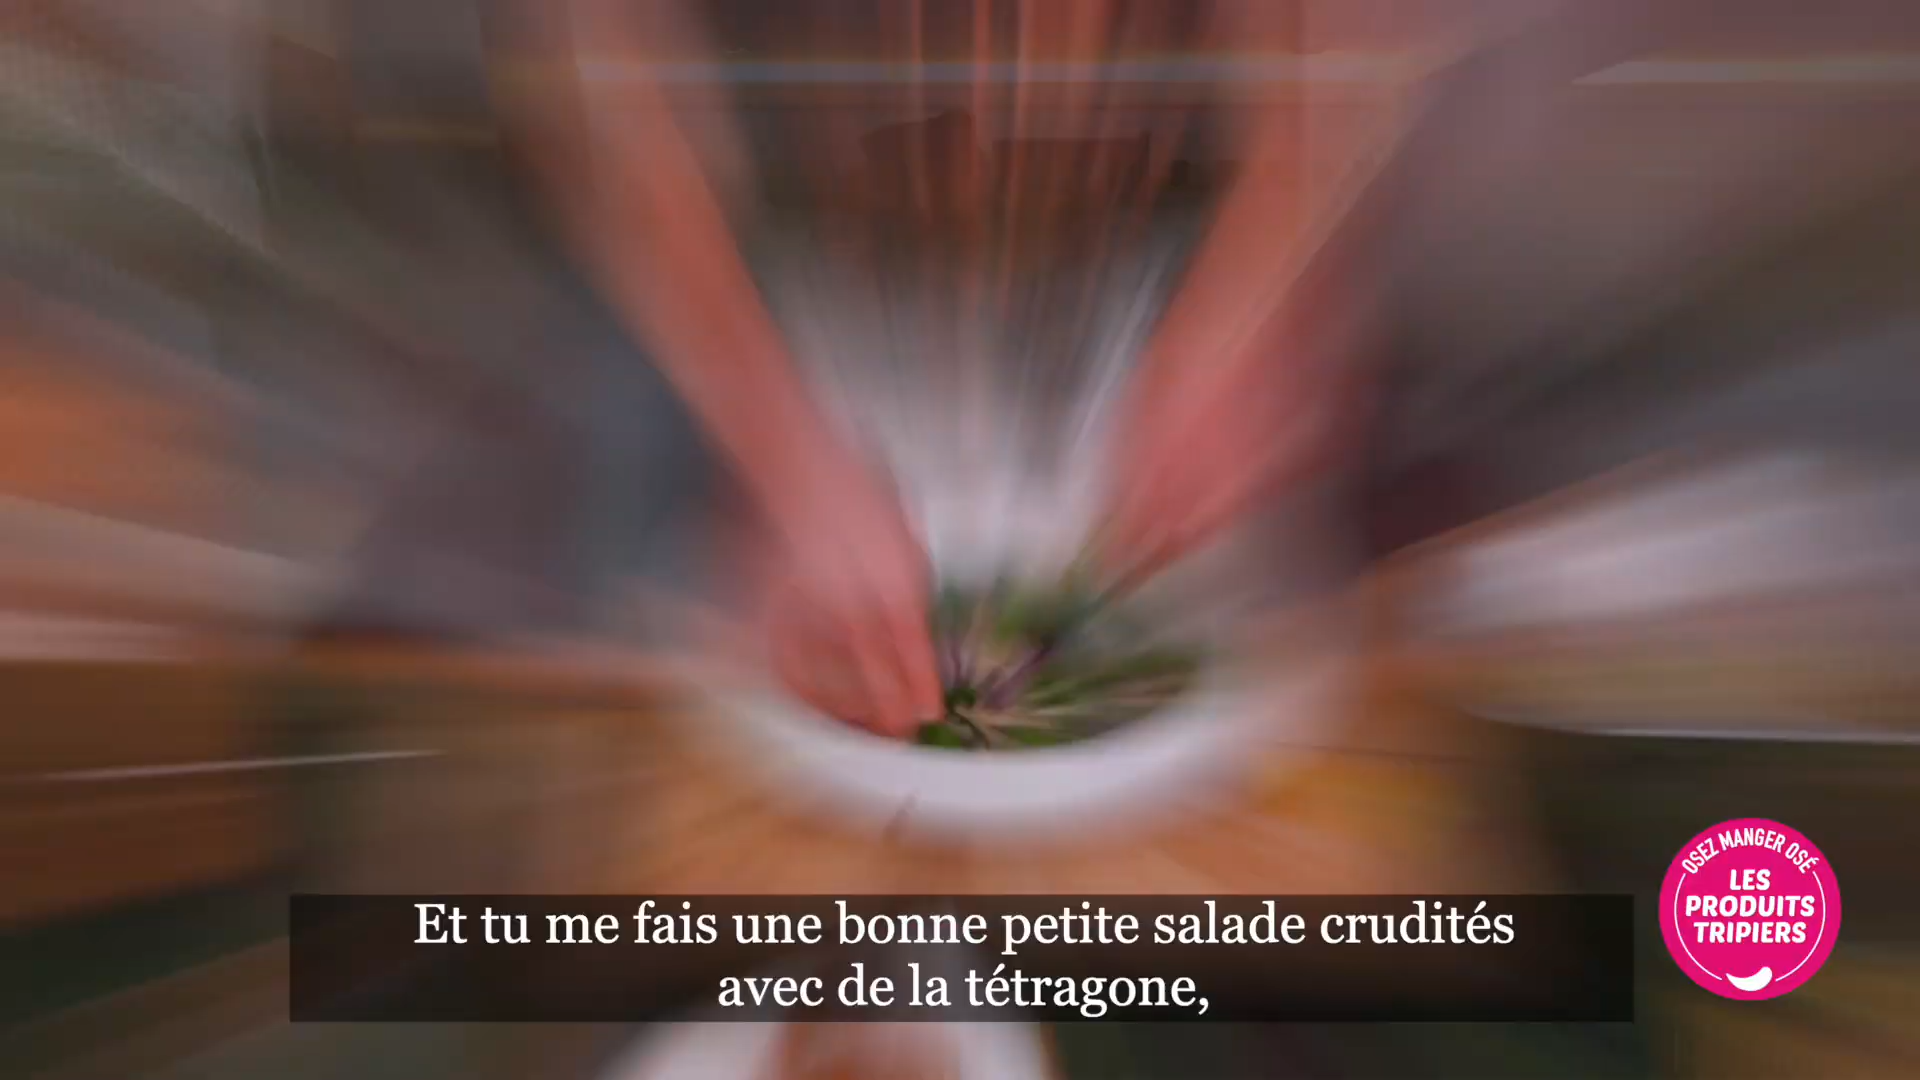 OSEZ MANGER OSÉ
LES
PRODUITS
TRIPIERS
Et tu me fais une bonne petite salade crudités
avec de la tétragone,